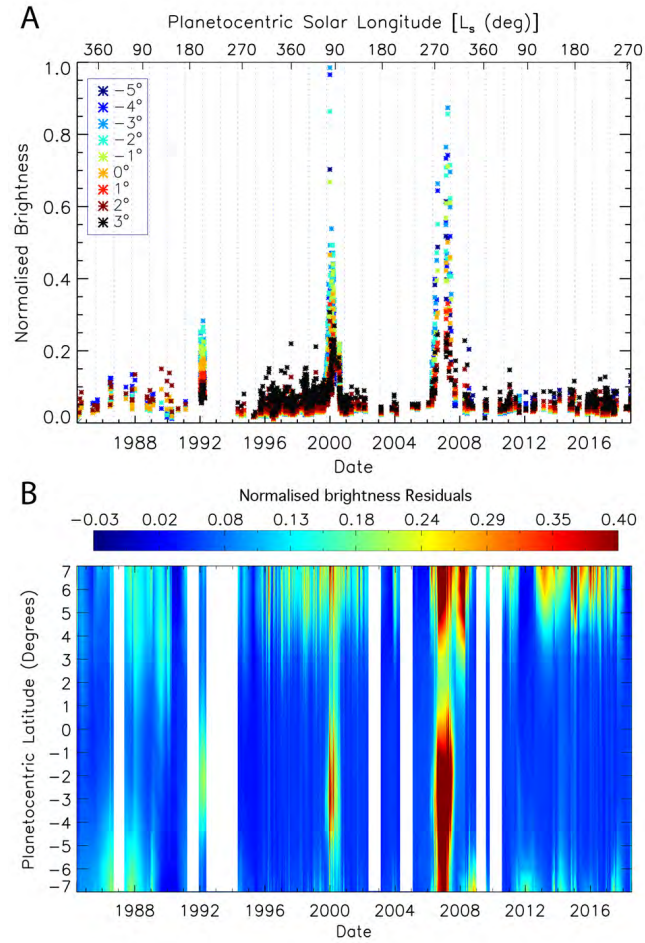 A
Planetocentric Solar Longitude [Ls (deg)]
360 90 180 270 360 90 180 270 360 90 180 270
1.0
0.8
0.6
0.4
0.2
0.0
Normalised Brightness
-5°
-4°
-3°
-2°
-1°
0°
1°
2°
3°
1988 1992 1996 2000 2004 2008 2012 2016
Date
B
Normalised brightness Residuals
-0.03 0.02 0.08 0.13 0.18 0.24 0.29 0.35 0.40
7
6
5
4
3
2
1
0
-1
-2
-3
-4
-5
-6
-7
Planetocentric Latitude (Degrees)
1988 1992 1996 2000 2004 2008 2012 2016
Date